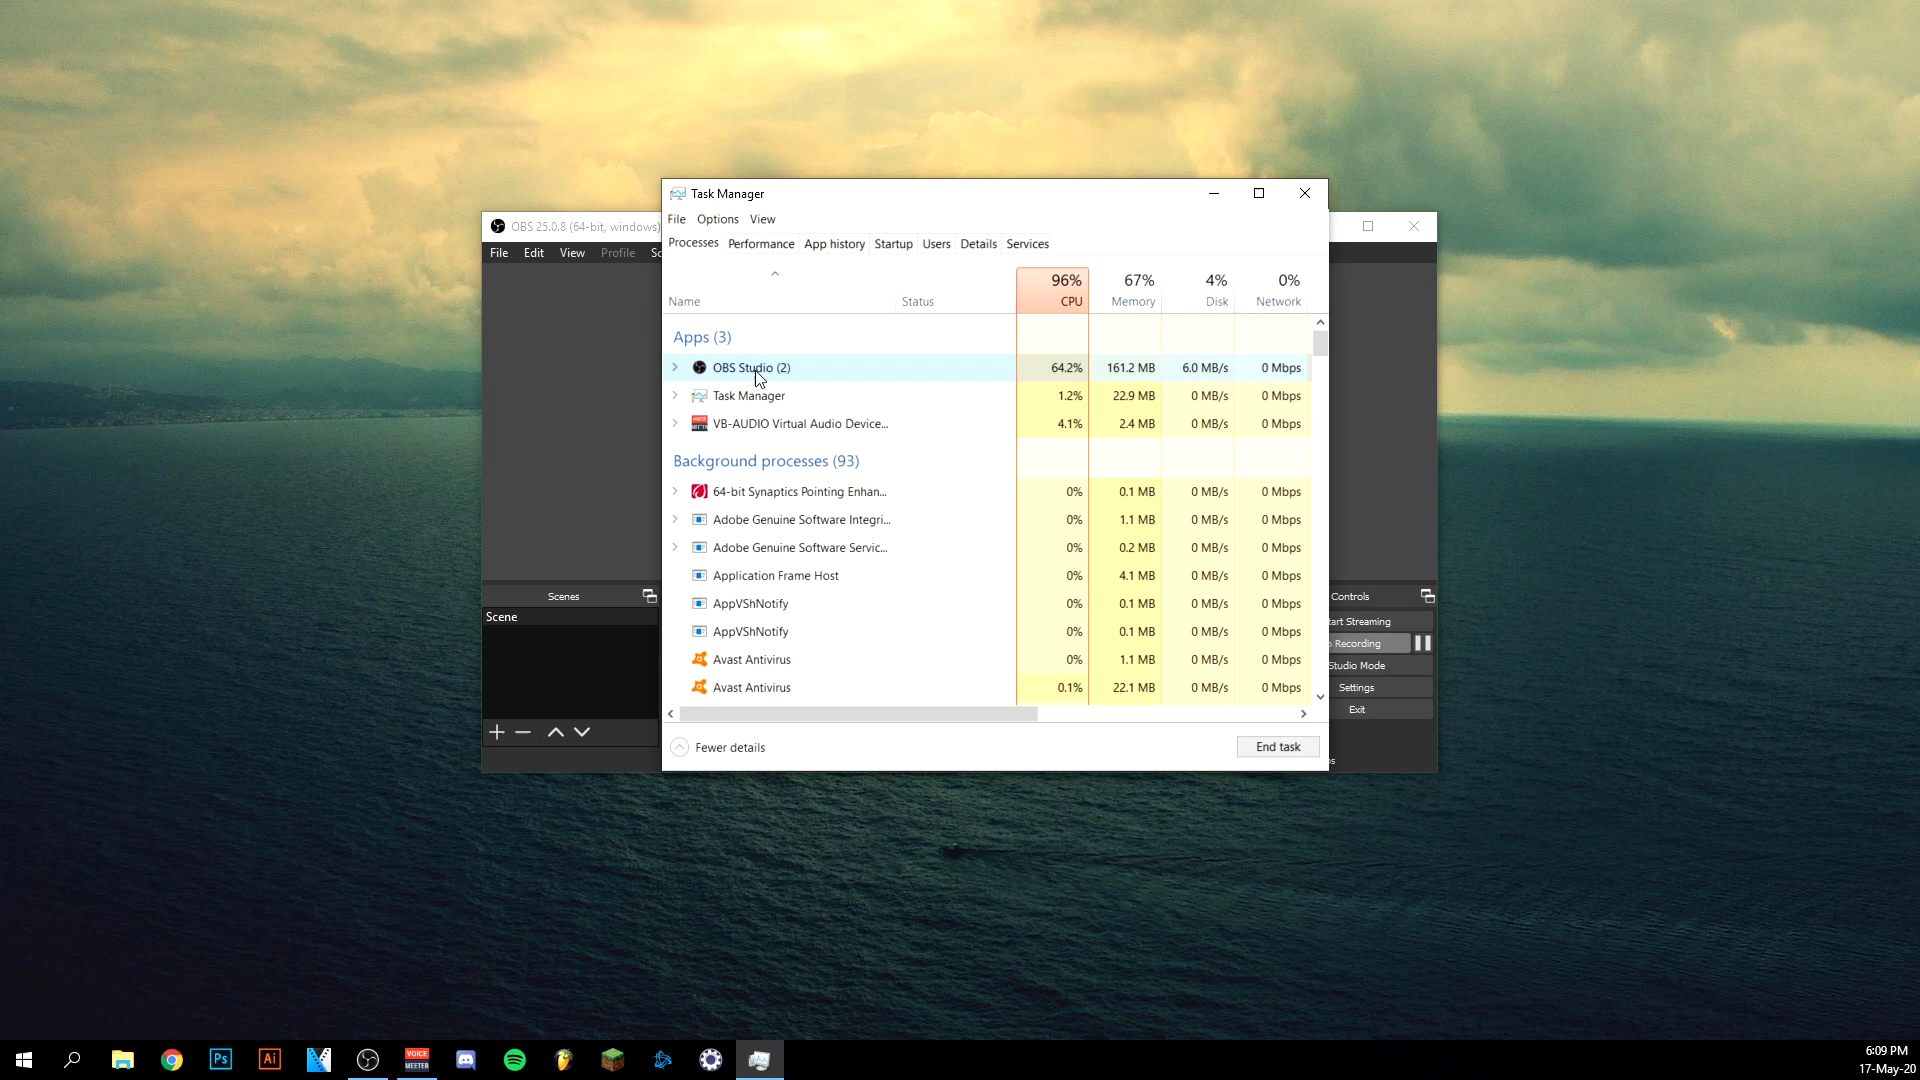 Task Manager
File Options View
Processes Performance App history Startup Users Details Services
96% 67% 4% 0%
Name Status CPU Memory Disk Network
Apps (3)
OBS Studio (2) 64.2% 161.2 MB 6.0 MB/s 0 Mbps
Task Manager 1.2% 22.9 MB 0 MB/s 0 Mbps
VB-AUDIO Virtual Audio Device... 4.1% 2.4 MB 0 MB/s 0 Mbps
Background processes (93)
64-bit Synaptics Pointing Enhan... 0% 0.1 MB 0 MB/s 0 Mbps
Adobe Genuine Software Integri... 0% 1.1 MB 0 MB/s 0 Mbps
Adobe Genuine Software Servic... 0% 0.2 MB 0 MB/s 0 Mbps
Application Frame Host 0% 4.1 MB 0 MB/s 0 Mbps
AppVShNotify 0% 0.1 MB 0 MB/s 0 Mbps
AppVShNotify 0% 0.1 MB 0 MB/s 0 Mbps
Avast Antivirus 0% 1.1 MB 0 MB/s 0 Mbps
Avast Antivirus 0.1% 22.1 MB 0 MB/s 0 Mbps
Fewer details End task
OBS 25.0.8 (64-bit, windows)
File Edit View Profile Sc
Scenes
Scene
Controls
tart Streaming
Recording
Studio Mode
Settings
Exit
Ps Ai
VOICE
MEETER
6:09 PM
17-May-20